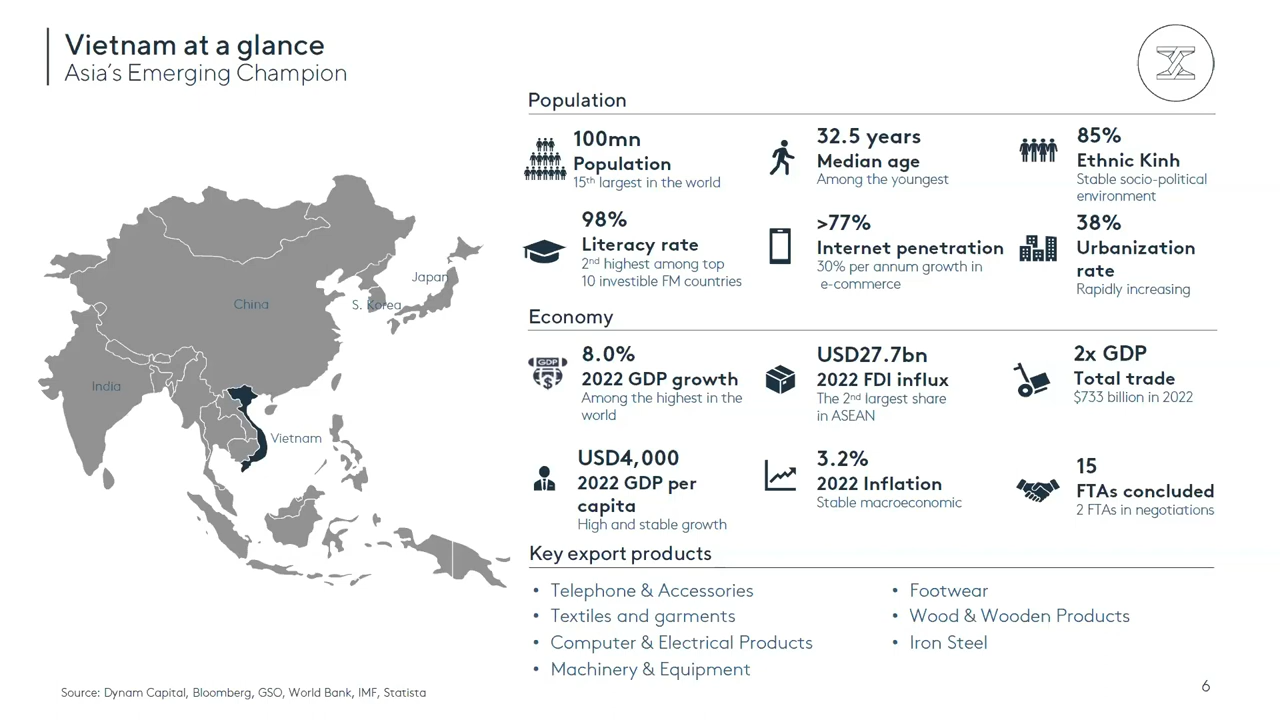 Vietnam at a glance
Asia's Emerging Champion
China
Japan
S. Korea
India
Vietnam
Population
100mn
Population
15th largest in the world
32.5 years
Median age
Among the youngest
85%
Ethnic Kinh
Stable socio-political
environment
98%
Literacy rate
2nd highest among top
10 investible FM countries
>77%
Internet penetration
30% per annum growth in
e-commerce
38%
Urbanization
rate
Rapidly increasing
Economy
GDP
8.0%
2022 GDP growth
Among the highest in the
world
USD27.7bn
2022 FDI influx
The 2nd largest share
in ASEAN
2x GDP
Total trade
$733 billion in 2022
USD4,000
2022 GDP per
capita
High and stable growth
3.2%
2022 Inflation
Stable macroeconomic
15
FTAs concluded
2 FTAs in negotiations
Key export products
• Telephone & Accessories
• Textiles and garments
• Computer & Electrical Products
• Machinery & Equipment
• Footwear
• Wood & Wooden Products
• Iron Steel
Source: Dynam Capital, Bloomberg, GSO, World Bank, IMF, Statista
6